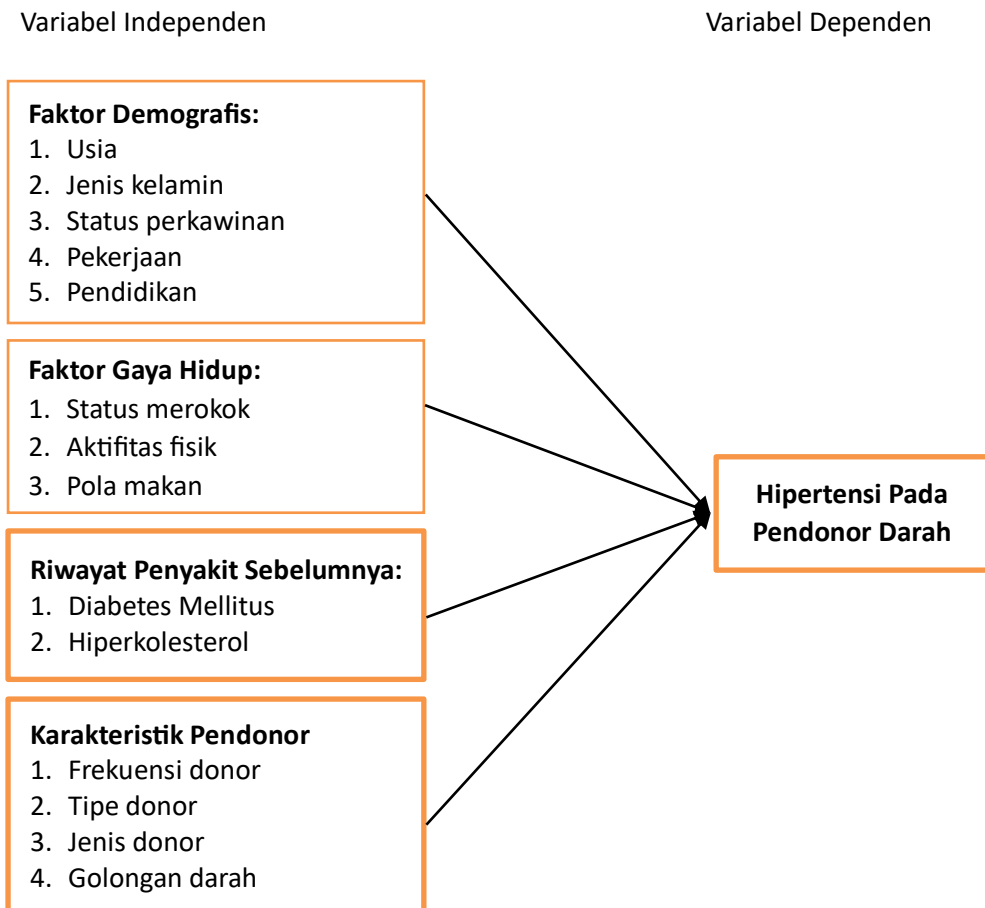 Variabel Independen
Variabel Dependen
Faktor Demografis:
1. Usia
2. Jenis kelamin
3. Status perkawinan
4. Pekerjaan
5. Pendidikan
Faktor Gaya Hidup:
1. Status merokok
2. Aktifitas fisik
3. Pola makan
Riwayat Penyakit Sebelumnya:
1. Diabetes Mellitus
2. Hiperkolesterol
Karakteristik Pendonor
1. Frekuensi donor
2. Tipe donor
3. Jenis donor
4. Golongan darah
Hipertensi Pada
Pendonor Darah